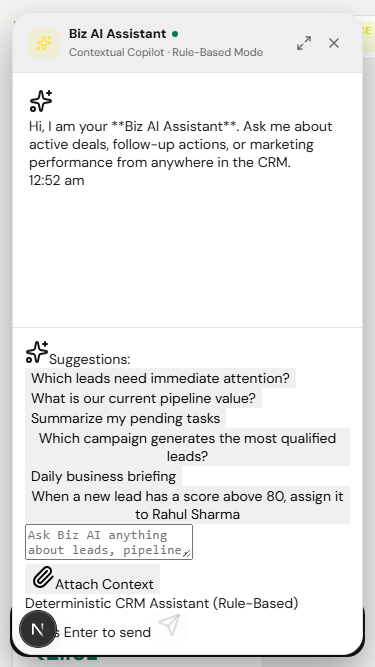 Biz AI Assistant
Contextual Copilot · Rule-Based Mode
Hi, I am your **Biz AI Assistant**. Ask me about
active deals, follow-up actions, or marketing
performance from anywhere in the CRM.
12:52 am
Suggestions:
Which leads need immediate attention?
What is our current pipeline value?
Summarize my pending tasks
Which campaign generates the most qualified
leads?
Daily business briefing
When a new lead has a score above 80, assign it
to Rahul Sharma
Ask Biz AI anything
about leads, pipeline,
Attach Context
Deterministic CRM Assistant (Rule-Based)
N
s Enter to send